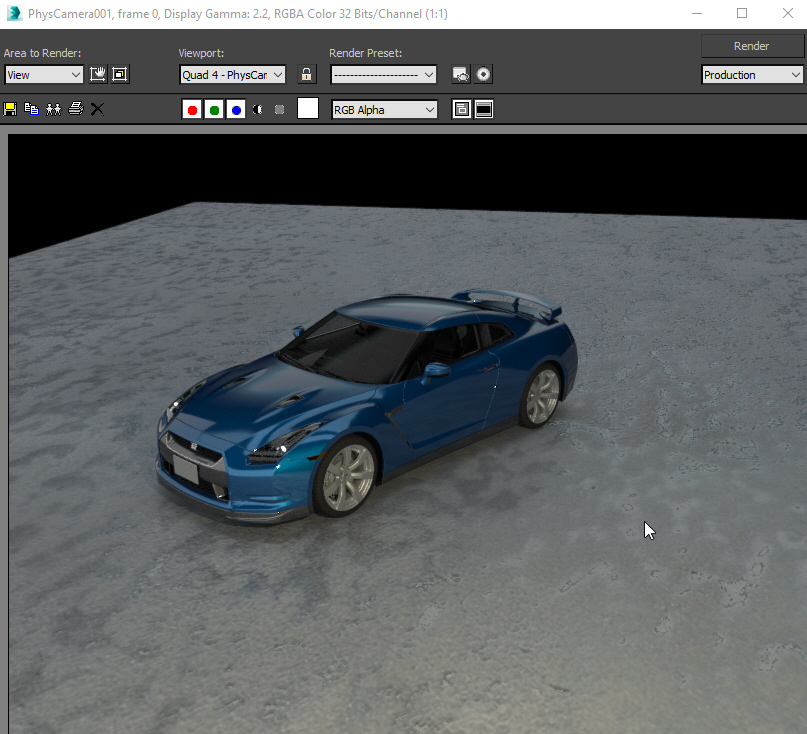 PhysCamera001, frame 0, Display Gamma: 2.2, RGBA Color 32 Bits/Channel (1:1)
Area to Render:
Viewport:
Render Preset:
Render
View
Quad 4 - PhysCar
-------------------------
Production
RGB Alpha